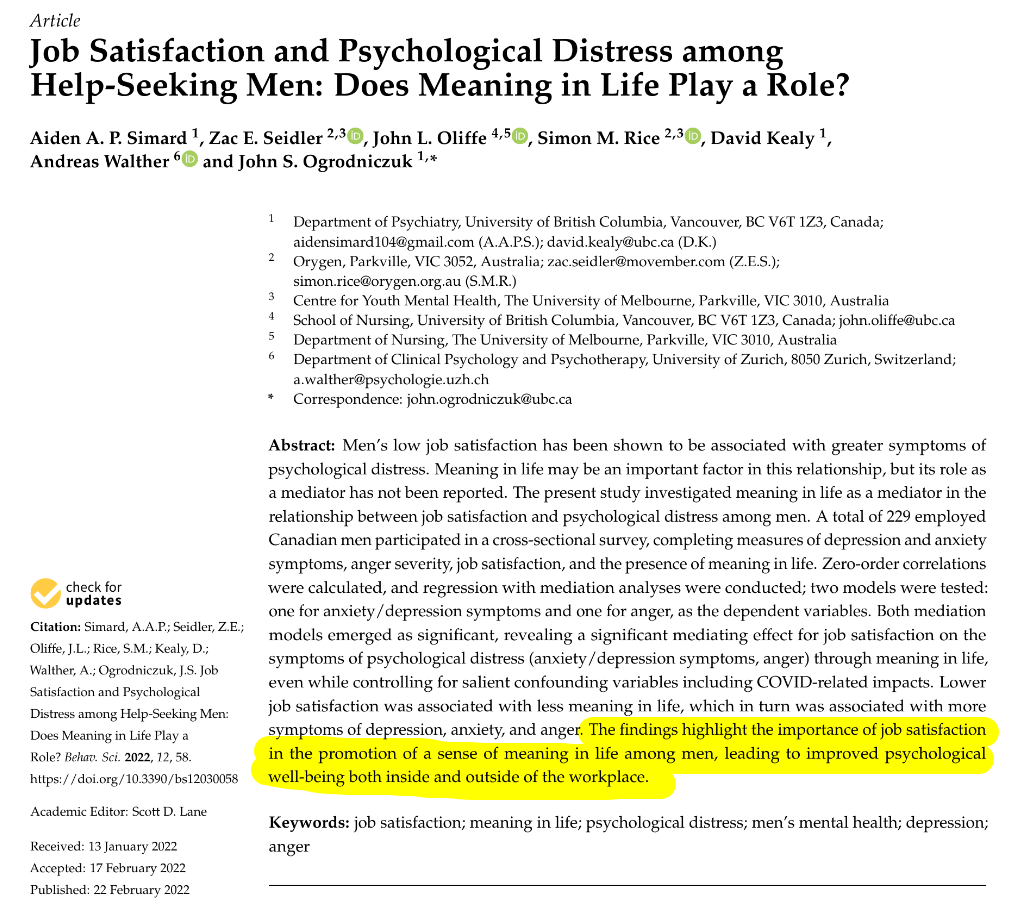 Article
Job Satisfaction and Psychological Distress among
Help-Seeking Men: Does Meaning in Life Play a Role?
Aiden A. P. Simard 1, Zac E. Seidler 2,3, John L. Oliffe 4,5, Simon M. Rice 2,3, David Kealy 1,
Andreas Walther 6 and John S. Ogrodniczuk 1,*
1 Department of Psychiatry, University of British Columbia, Vancouver, BC V6T 1Z3, Canada;
aidensimard104@gmail.com (A.A.P.S.); david.kealy@ubc.ca (D.K.)
2 Orygen, Parkville, VIC 3052, Australia; zac.seidler@movember.com (Z.E.S.);
simon.rice@orygen.org.au (S.M.R.)
3 Centre for Youth Mental Health, The University of Melbourne, Parkville, VIC 3010, Australia
4 School of Nursing, University of British Columbia, Vancouver, BC V6T 1Z3, Canada; john.oliffe@ubc.ca
5 Department of Nursing, The University of Melbourne, Parkville, VIC 3010, Australia
6 Department of Clinical Psychology and Psychotherapy, University of Zurich, 8050 Zurich, Switzerland;
a.walther@psychologie.uzh.ch
* Correspondence: john.ogrodniczuk@ubc.ca
Abstract: Men's low job satisfaction has been shown to be associated with greater symptoms of
psychological distress. Meaning in life may be an important factor in this relationship, but its role as
a mediator has not been reported. The present study investigated meaning in life as a mediator in the
relationship between job satisfaction and psychological distress among men. A total of 229 employed
Canadian men participated in a cross-sectional survey, completing measures of depression and anxiety
symptoms, anger severity, job satisfaction, and the presence of meaning in life. Zero-order correlations
were calculated, and regression with mediation analyses were conducted; two models were tested:
one for anxiety/depression symptoms and one for anger, as the dependent variables. Both mediation
models emerged as significant, revealing a significant mediating effect for job satisfaction on the
symptoms of psychological distress (anxiety/depression symptoms, anger) through meaning in life,
even while controlling for salient confounding variables including COVID-related impacts. Lower
job satisfaction was associated with less meaning in life, which in turn was associated with more
symptoms of depression, anxiety, and anger. The findings highlight the importance of job satisfaction
in the promotion of a sense of meaning in life among men, leading to improved psychological
well-being both inside and outside of the workplace.
Keywords: job satisfaction; meaning in life; psychological distress; men's mental health; depression;
anger
check for
updates
Citation: Simard, A.A.P.; Seidler, Z.E.;
Oliffe, J.L.; Rice, S.M.; Kealy, D.;
Walther, A.; Ogrodniczuk, J.S. Job
Satisfaction and Psychological
Distress among Help-Seeking Men:
Does Meaning in Life Play a
Role? Behav. Sci. 2022, 12, 58.
https://doi.org/10.3390/bs12030058
Academic Editor: Scott D. Lane
Received: 13 January 2022
Accepted: 17 February 2022
Published: 22 February 2022